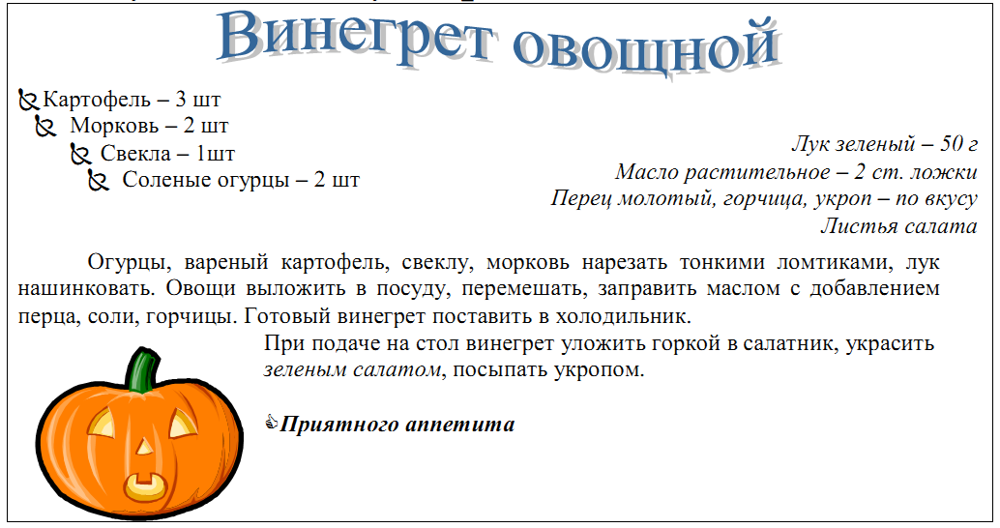 Винегрет овощной
Картофель – 3 шт
Морковь – 2 шт
Свекла – 1шт
Соленые огурцы – 2 шт
Лук зеленый – 50 г
Масло растительное – 2 ст. ложки
Перец молотый, горчица, укроп – по вкусу
Листья салата
Огурцы, вареный картофель, свеклу, морковь нарезать тонкими ломтиками, лук
нашинковать. Овощи выложить в посуду, перемешать, заправить маслом с добавлением
перца, соли, горчицы. Готовый винегрет поставить в холодильник.
При подаче на стол винегрет уложить горкой в салатник, украсить
зеленым салатом, посыпать укропом.
Приятного аппетита